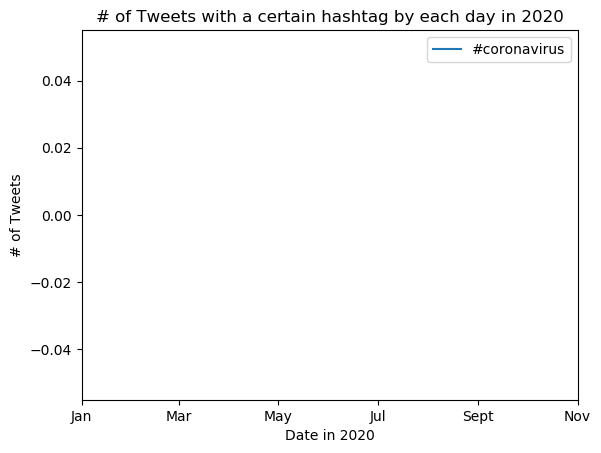 # of Tweets with a certain hashtag by each day in 2020
#coronavirus
# of Tweets
0.04
0.02
0.00
−0.02
−0.04
Jan Mar May Jul Sept Nov
Date in 2020